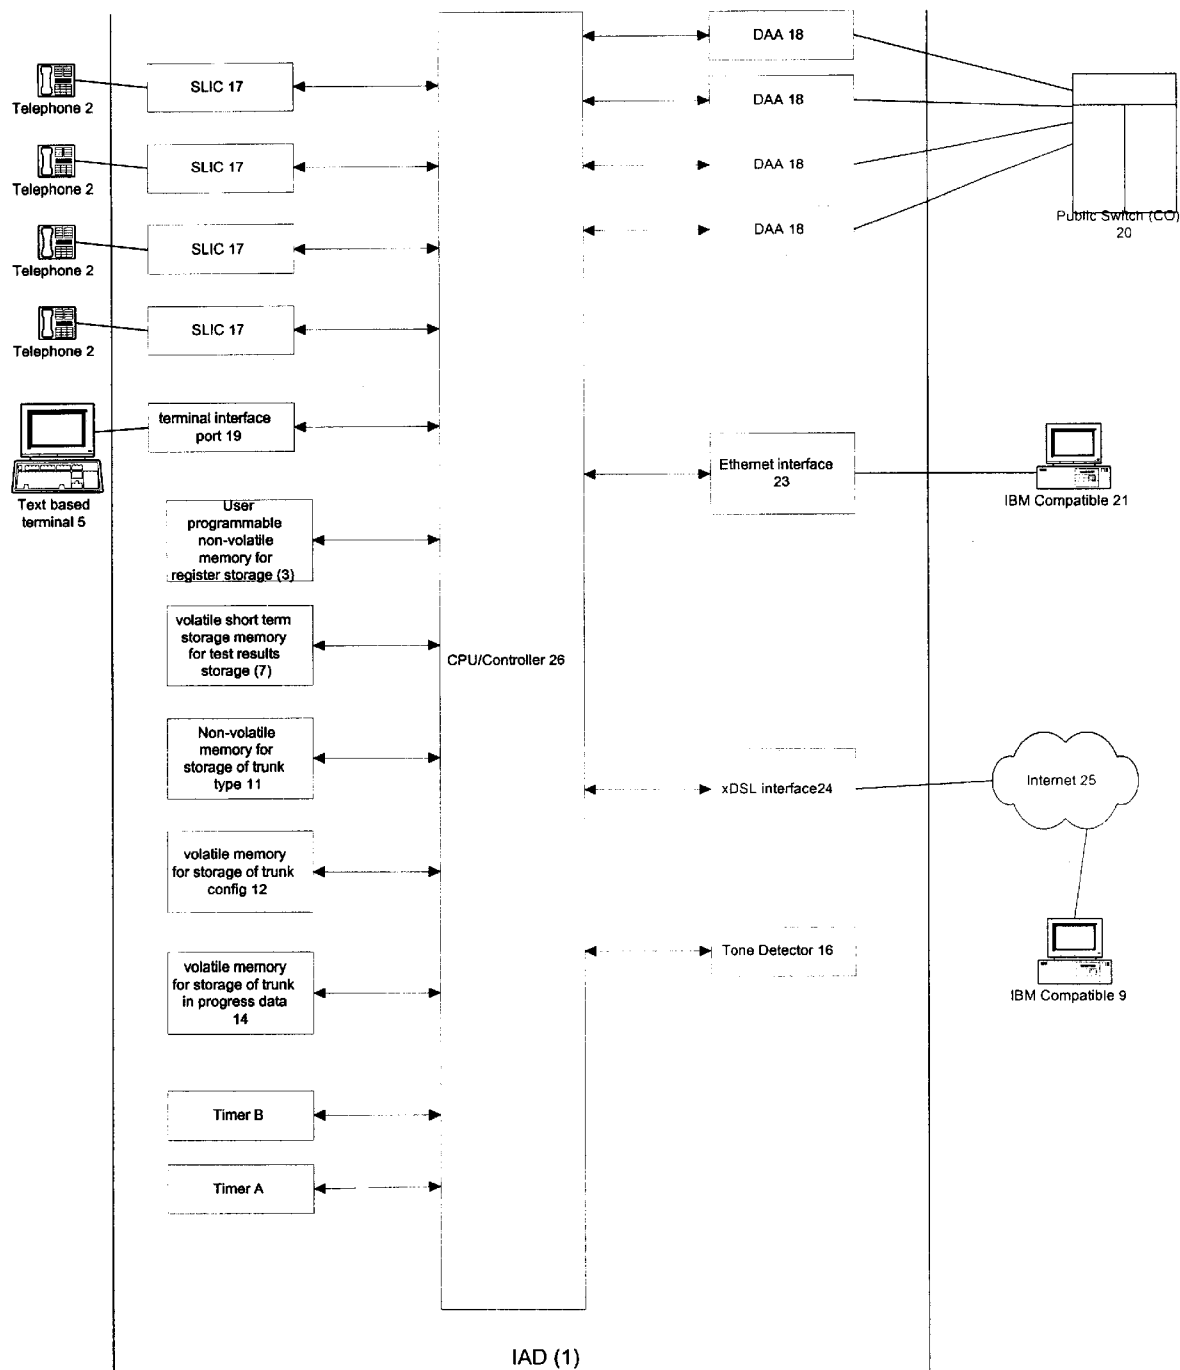 DAA 18
SLIC 17
Telephone 2
DAA 18
SLIC 17
Telephone 2
DAA 18
Public Switch (CO)
20
SLIC 17
Telephone 2
DAA 18
SLIC 17
Telephone 2
terminal interface
port 19
Text based
terminal 5
Ethernet interface
23
IBM Compatible 21
User
programmable
non-volatile
memory for
register storage (3)
volatile short term
storage memory
for test results
storage (7)
CPU/Controller 26
Non-volatile
memory for
storage of trunk
type 11
xDSL interface24
Internet 25
volatile memory
for storage of trunk
config 12
Tone Detector 16
IBM Compatible 9
volatile memory
for storage of trunk
in progress data
14
Timer B
Timer A
IAD (1)